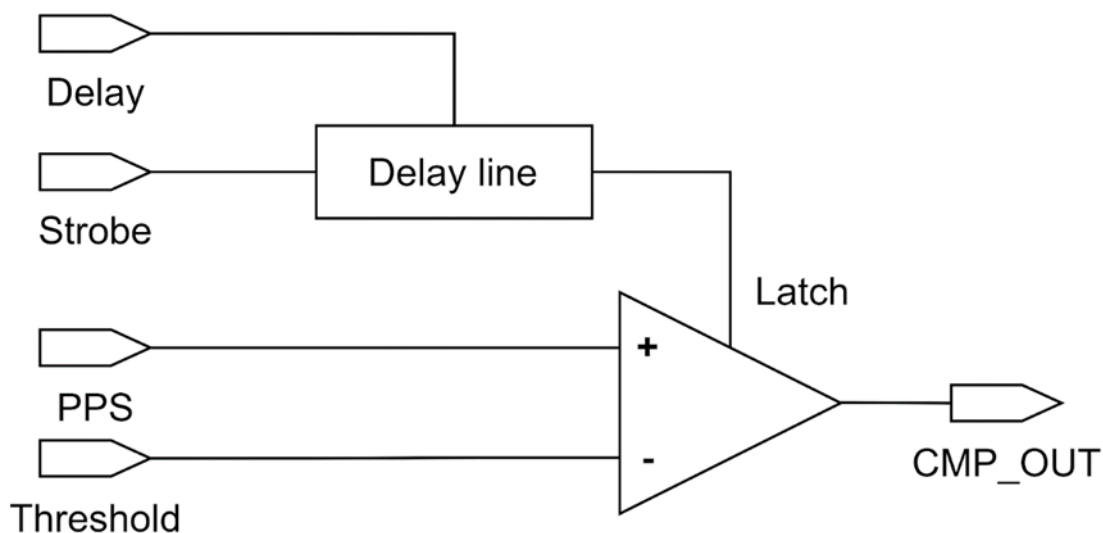 Delay
Delay line
Strobe
Latch
+
PPS
-
CMP_OUT
Threshold